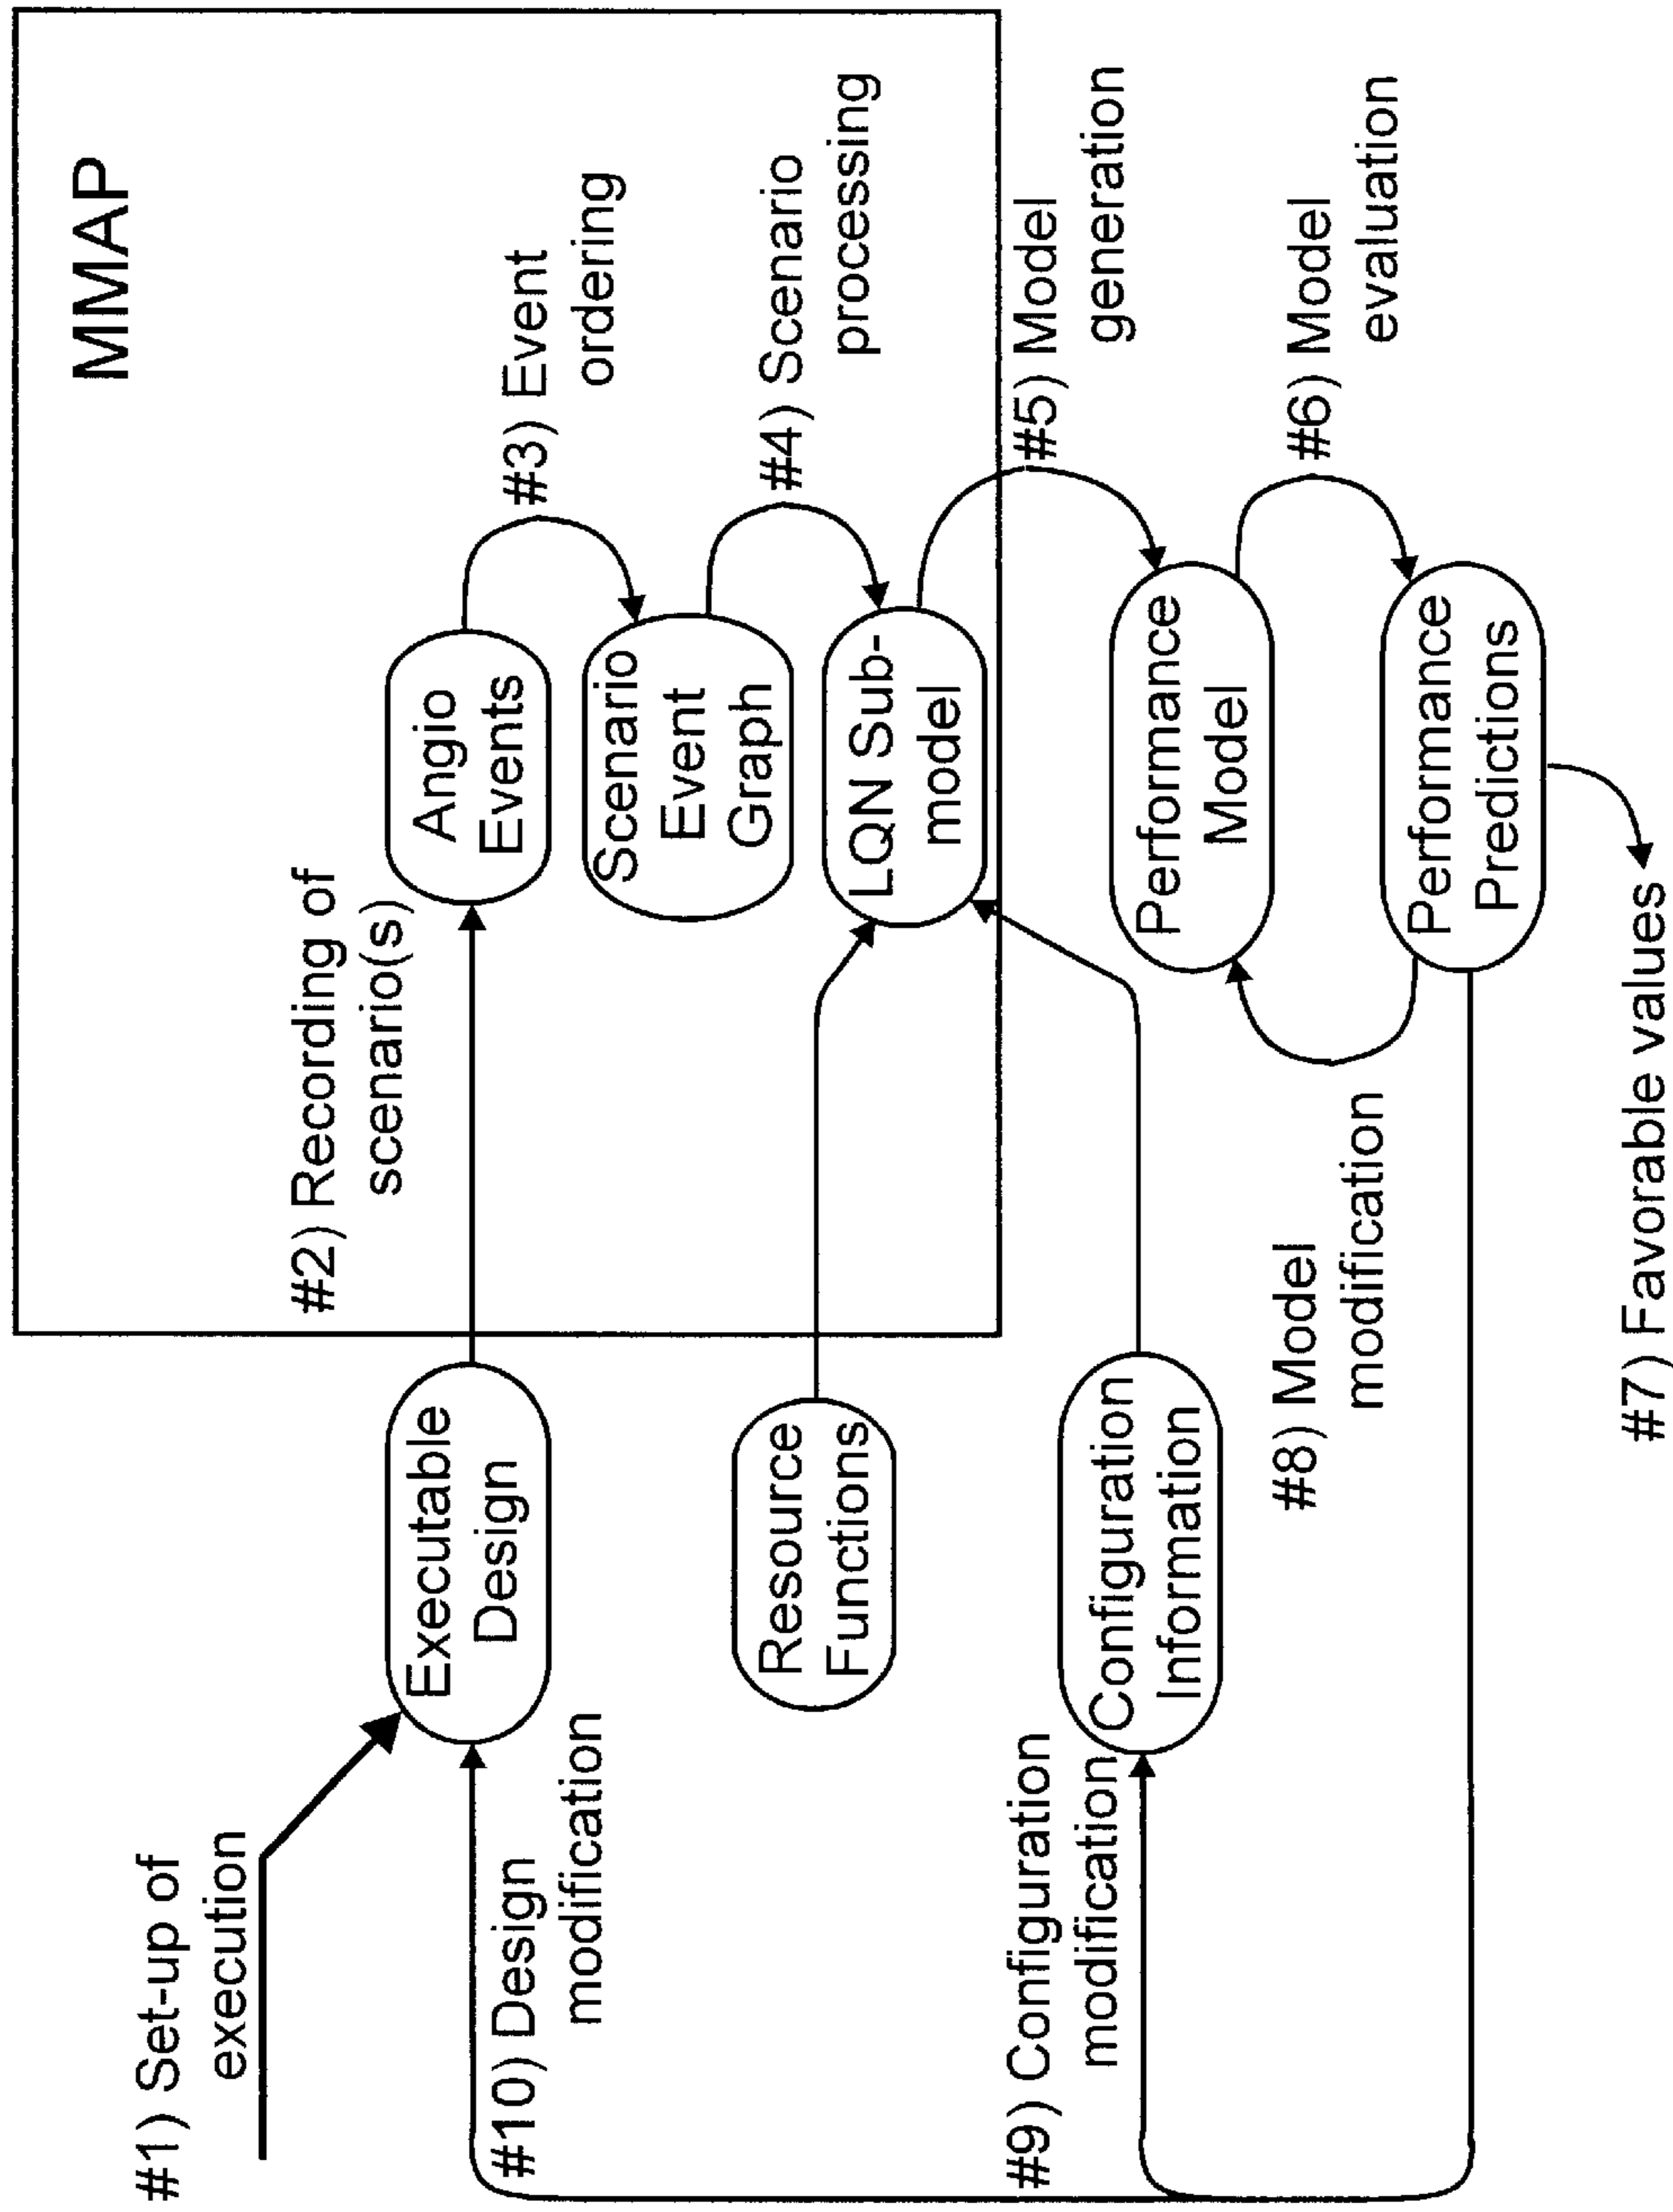 MMAP
#1) Set-up of
execution
#2) Recording of
scenario(s)
#3) Event
ordering
#4) Scenario
processing
#5) Model
generation
#6) Model
evaluation
#7) Favorable values
#8) Model
modification
#9) Configuration
modification
#10) Design
modification
Executable
Design
Angio
Events
Scenario
Event
Graph
Resource
Functions
LQN Sub-
model
Configuration
Information
Performance
Model
Performance
Predictions